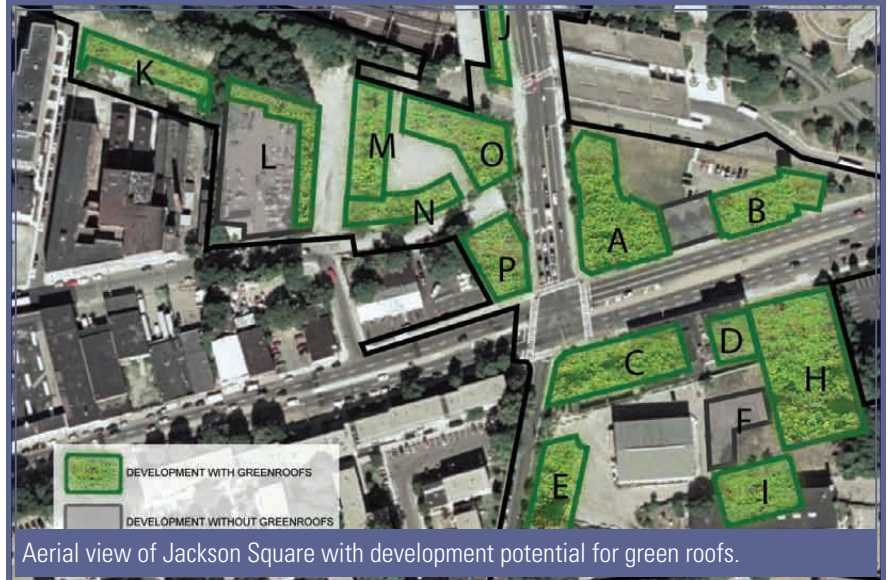 J
K
L
M
O
N
B
A
P
C
D
H
F
E
I
DEVELOPMENT WITH GREENROOFS
DEVELOPMENT WITHOUT GREENROOFS
Aerial view of Jackson Square with development potential for green roofs.